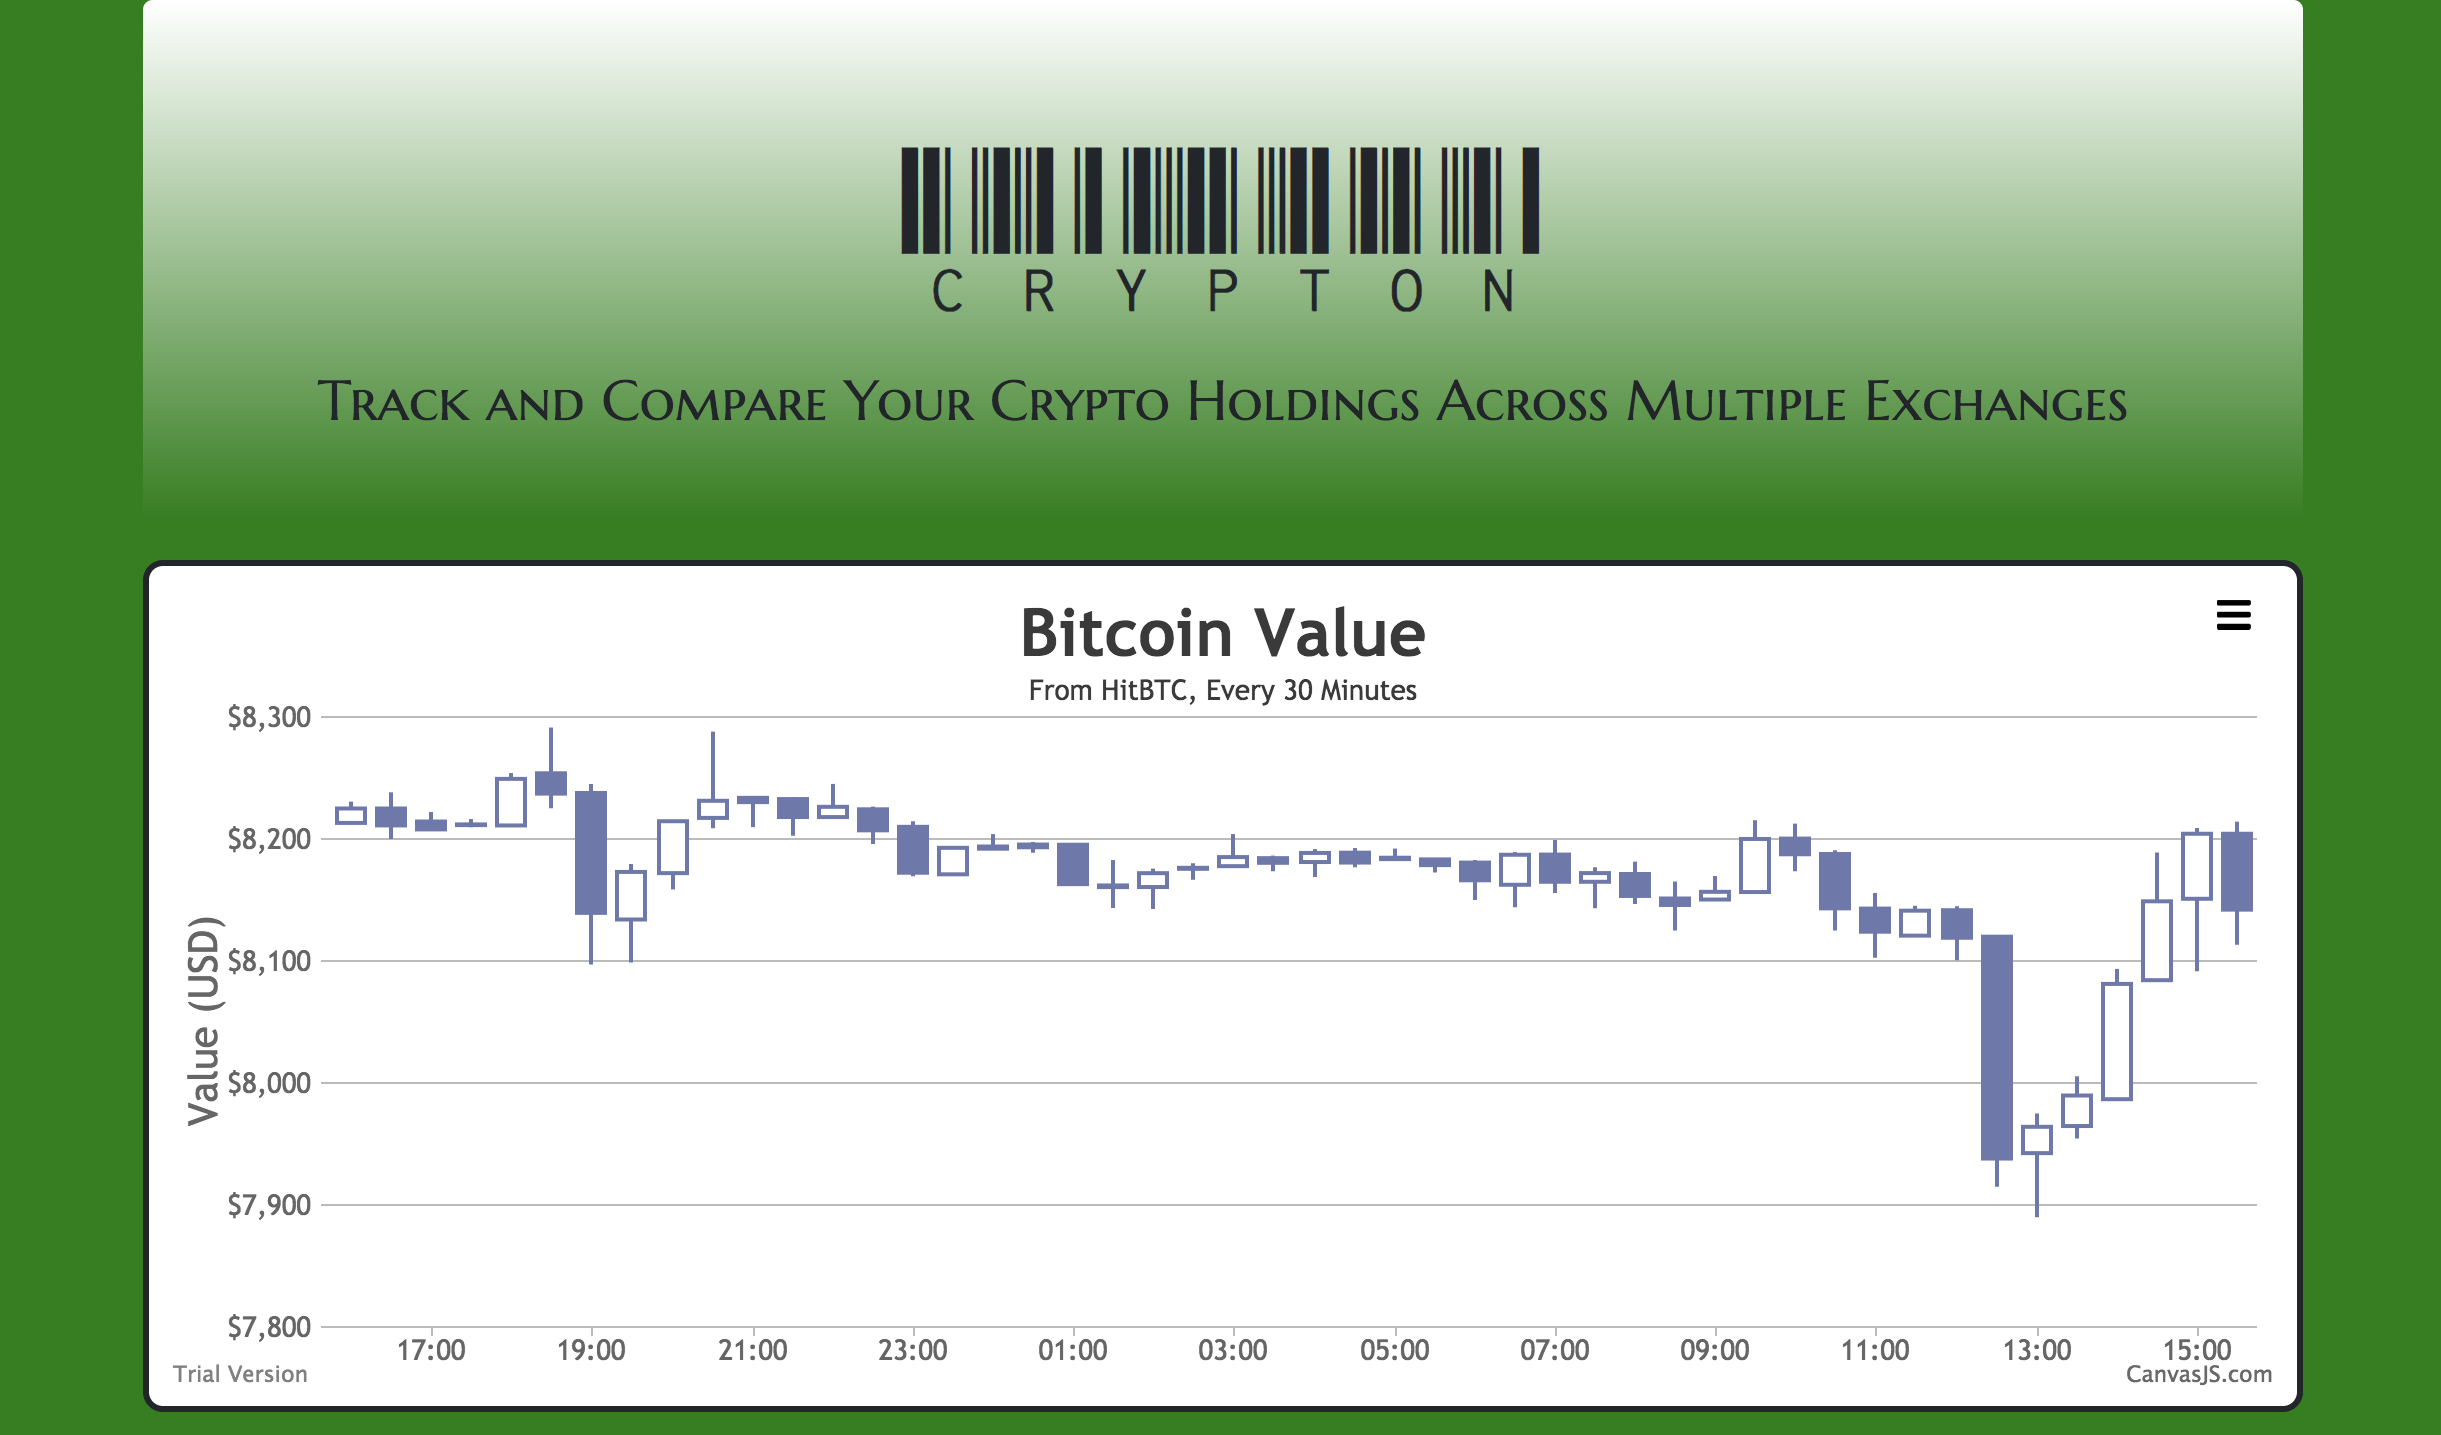 C R Y P T O N
Track and Compare Your Crypto Holdings Across Multiple Exchanges
Bitcoin Value
From HitBTC, Every 30 Minutes
Value (USD)
$8,300
$8,200
$8,100
$8,000
$7,900
$7,800
17:00 19:00 21:00 23:00 01:00 03:00 05:00 07:00 09:00 11:00 13:00 15:00
Trial Version
CanvasJS.com